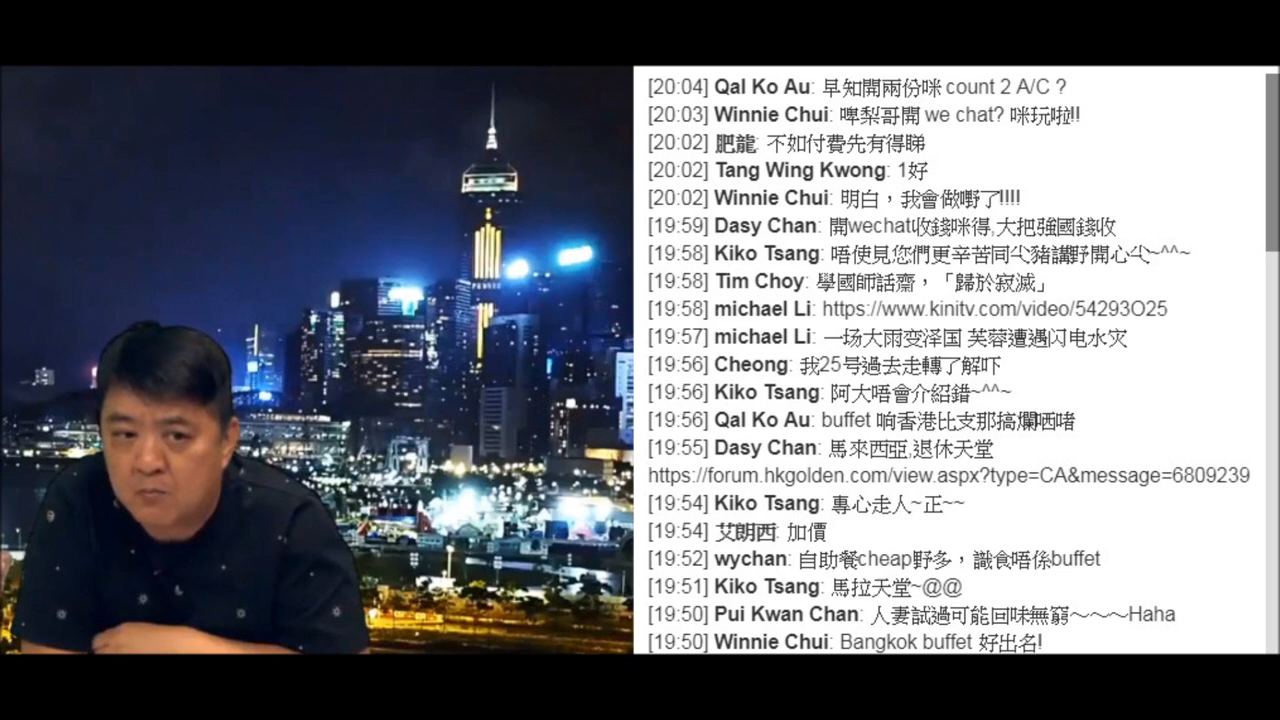 [20:04] Qal Ko Au: 早知開兩份咪 count 2 A/C ?
[20:03] Winnie Chui: 啤梨哥開 we chat? 咪玩啦!!
[20:02] 肥龍: 不如付費先有得睇
[20:02] Tang Wing Kwong: 1好
[20:02] Winnie Chui: 明白，我會做嘢了!!!!
[19:59] Dasy Chan: 開wechat收錢咪得,大把強國錢收
[19:58] Kiko Tsang: 唔使見您們更辛苦同尐豬講野開心尐~^^~
[19:58] Tim Choy: 學國師話齋，「歸於寂滅」
[19:58] michael Li: https://www.kinitv.com/video/54293O25
[19:57] michael Li: 一场大雨变泽国 芙蓉遭遇闪电水灾
[19:56] Cheong: 我25号過去走轉了解吓
[19:56] Kiko Tsang: 阿大唔會介紹錯~^^~
[19:56] Qal Ko Au: buffet 响香港比支那搞爛晒啫
[19:55] Dasy Chan: 馬來西亞,退休天堂
https://forum.hkgolden.com/view.aspx?type=CA&message=6809239
[19:54] Kiko Tsang: 專心走人~正~~
[19:54] 艾朗西: 加價
[19:52] wychan: 自助餐cheap野多，識食唔係buffet
[19:51] Kiko Tsang: 馬拉天堂~@@
[19:50] Pui Kwan Chan: 人妻試過可能回味無窮～～～Haha
[19:50] Winnie Chui: Bangkok buffet 好出名!